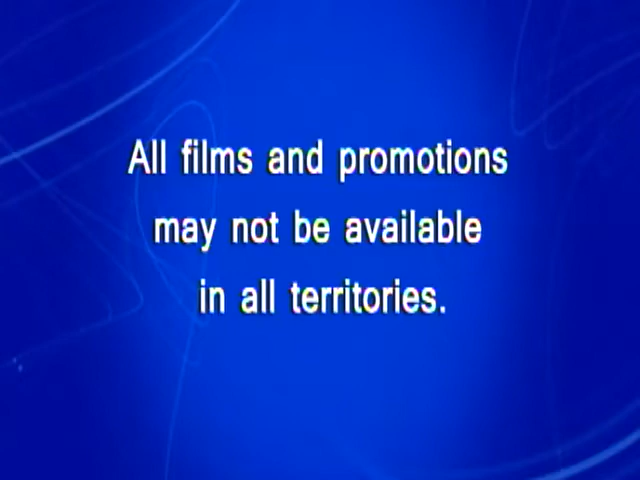 All films and promotions
may not be available
in all territories.